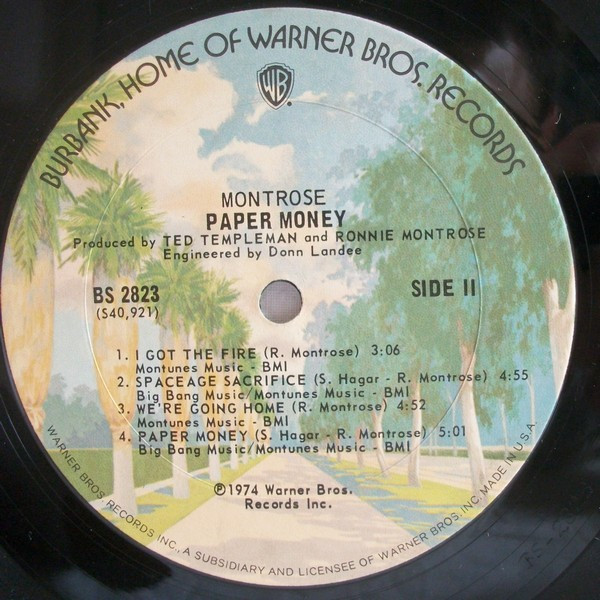 BURBANK, HOME OF WARNER BROS. RECORDS
WB
MONTROSE
PAPER MONEY
Produced by TED TEMPLEMAN and RONNIE MONTROSE
Engineered by Donn Landee
BS 2823
SIDE II
(S40,921)
1. I GOT THE FIRE (R. Montrose) 3:06
Montunes Music - BMI
2. SPACEAGE SACRIFICE (S. Hagar - R. Montrose) 4:55
Big Bang Music/Montunes Music - BMI
3. WE'RE GOING HOME (R. Montrose) 4:52
Montunes Music - BMI
4. PAPER MONEY (S. Hagar - R. Montrose) 5:01
Big Bang Music/Montunes Music - BMI
℗1974 Warner Bros.
Records Inc.
WARNER BROS. RECORDS INC., A SUBSIDIARY AND LICENSEE OF WARNER BROS., INC. MADE IN U.S.A.